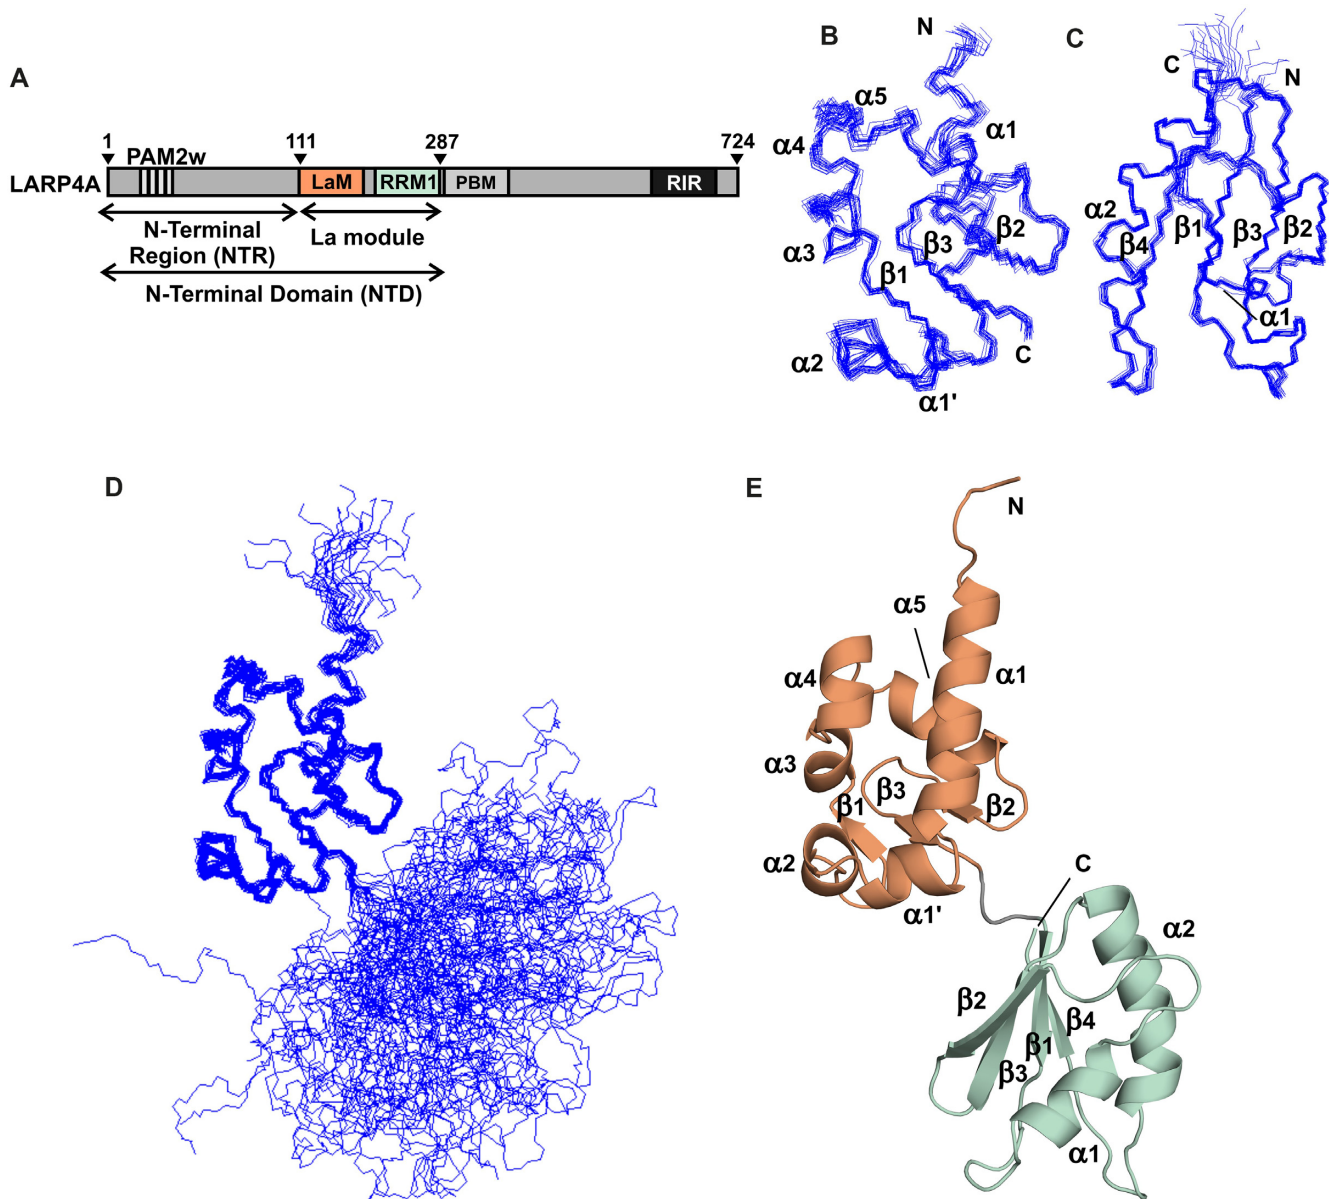 A
1 111 287 724
PAM2w
LARP4A LaM RRM1 PBM RIR
N-Terminal
Region (NTR)
La module
N-Terminal Domain (NTD)
B
N
α5
α4
α1
α3
β3
β2
β1
α2
α1'
C
C
C
N
α2
β4
β1
β3
β2
α1
D
E
N
α5
α4
α1
α3
β1
β3
β2
α2
α1'
C
α2
β2
β4
β1
β3
α1